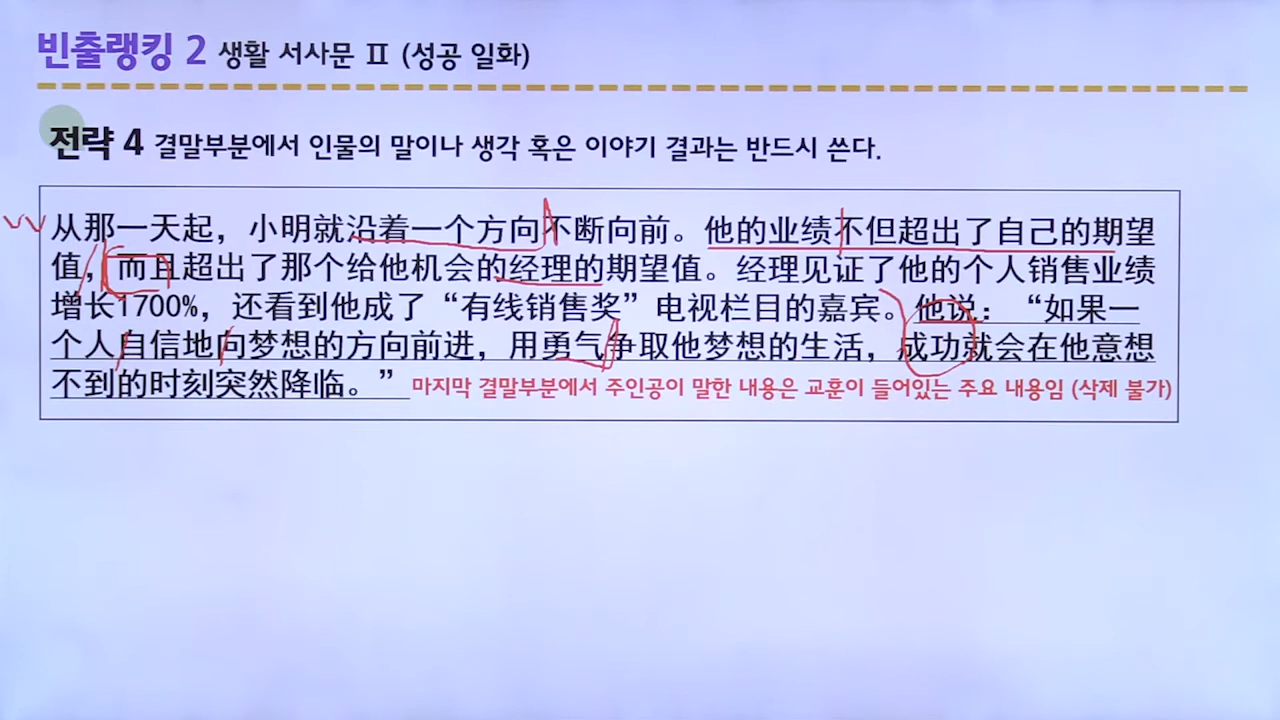 빈출랭킹 2 생활 서사문 Ⅱ (성공 일화)
전략 4 결말부분에서 인물의 말이나 생각 혹은 이야기 결과는 반드시 쓴다.
从那一天起，小明就沿着一个方向不断向前。他的业绩不但超出了自己的期望
值，而且超出了那个给他机会的经理的期望值。经理见证了他的个人销售业绩
增长1700%，还看到他成了“有线销售奖”电视栏目的嘉宾。他说：“如果一
个人自信地向梦想的方向前进，用勇气争取他梦想的生活，成功就会在他意想
不到的时刻突然降临。” 마지막 결말부분에서 주인공이 말한 내용은 교훈이 들어있는 주요 내용임 (삭제 불가)